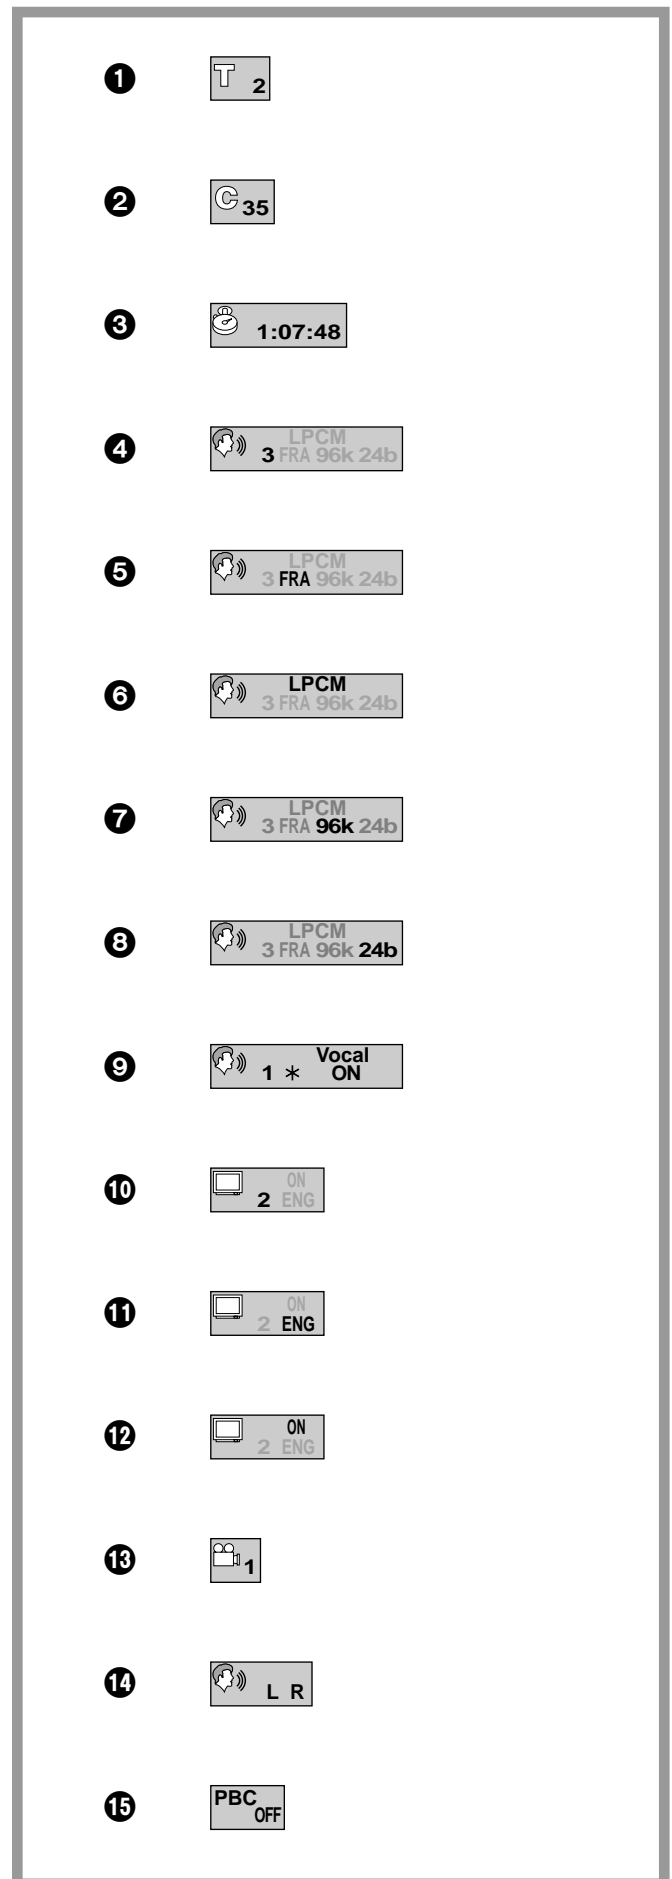 1 T 2
2 C 35
3 1:07:48
4 LPCM
3 FRA 96k 24b
5 LPCM
3 FRA 96k 24b
6 LPCM
3 FRA 96k 24b
7 LPCM
3 FRA 96k 24b
8 LPCM
3 FRA 96k 24b
9 Vocal
1 * ON
10 ON
2 ENG
11 ON
2 ENG
12 ON
2 ENG
13 1
14 L R
15 PBC
OFF